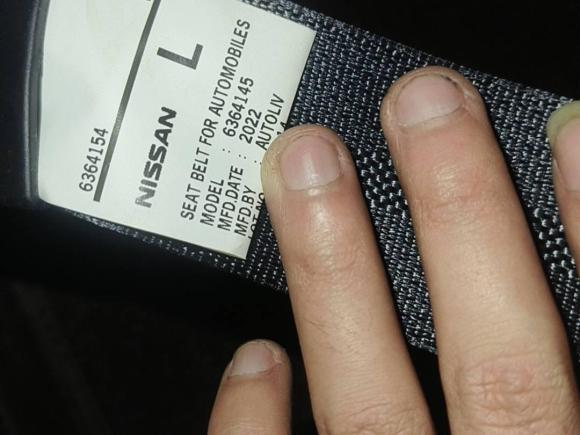 6364154
NISSAN L
SEAT BELT FOR AUTOMOBILES
MODEL : 6364145
MFD.DATE : 2022
MFD.BY : AUTOLIV